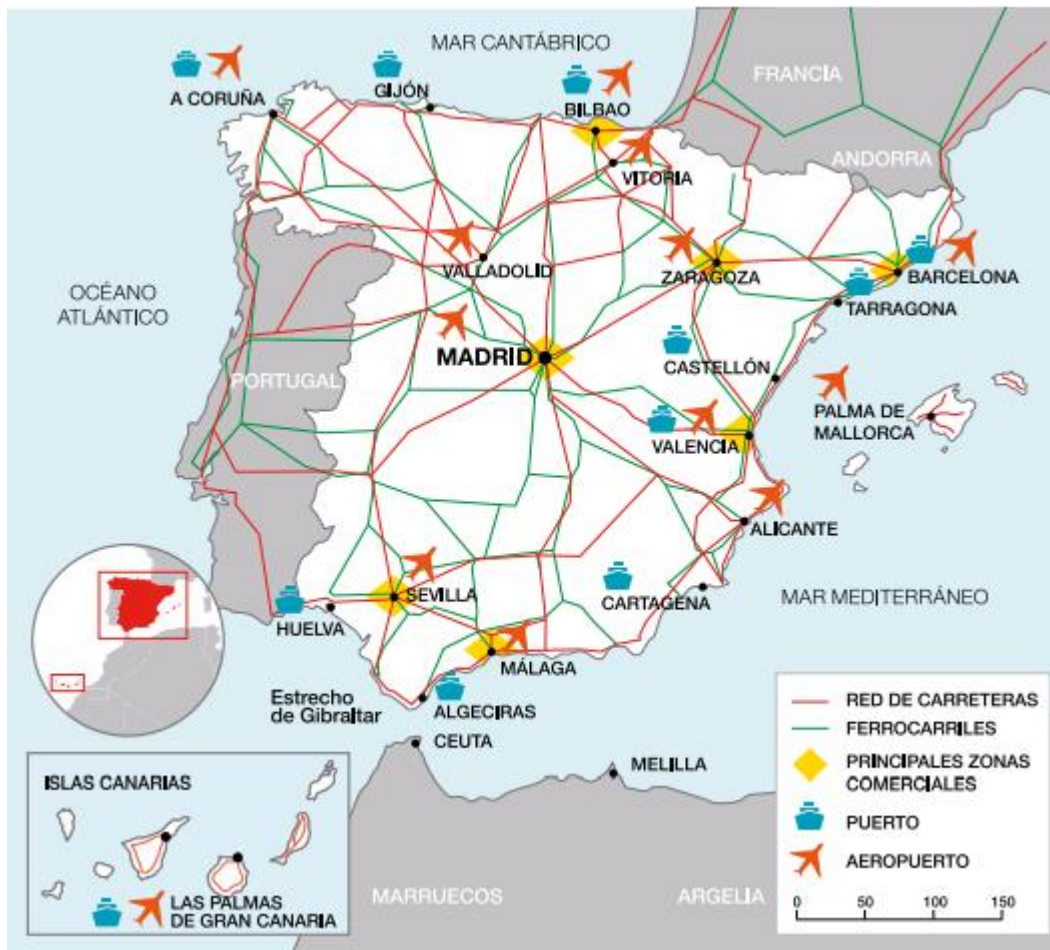 MAR CANTÁBRICO
FRANCIA
A CORUÑA
GIJÓN
BILBAO
ANDORRA
VITORIA
VALLADOLID
ZARAGOZA
BARCELONA
TARRAGONA
OCÉANO
ATLÁNTICO
MADRID
CASTELLÓN
PORTUGAL
PALMA DE
MALLORCA
VALENCIA
ALICANTE
SEVILLA
CARTAGENA
MAR MEDITERRÁNEO
HUELVA
MÁLAGA
Estrecho
de Gibraltar
ALGECIRAS
CEUTA
MELILLA
ISLAS CANARIAS
LAS PALMAS
DE GRAN CANARIA
MARRUECOS
ARGELIA
RED DE CARRETERAS
FERROCARRILES
PRINCIPALES ZONAS
COMERCIALES
PUERTO
AEROPUERTO
0 50 100 150